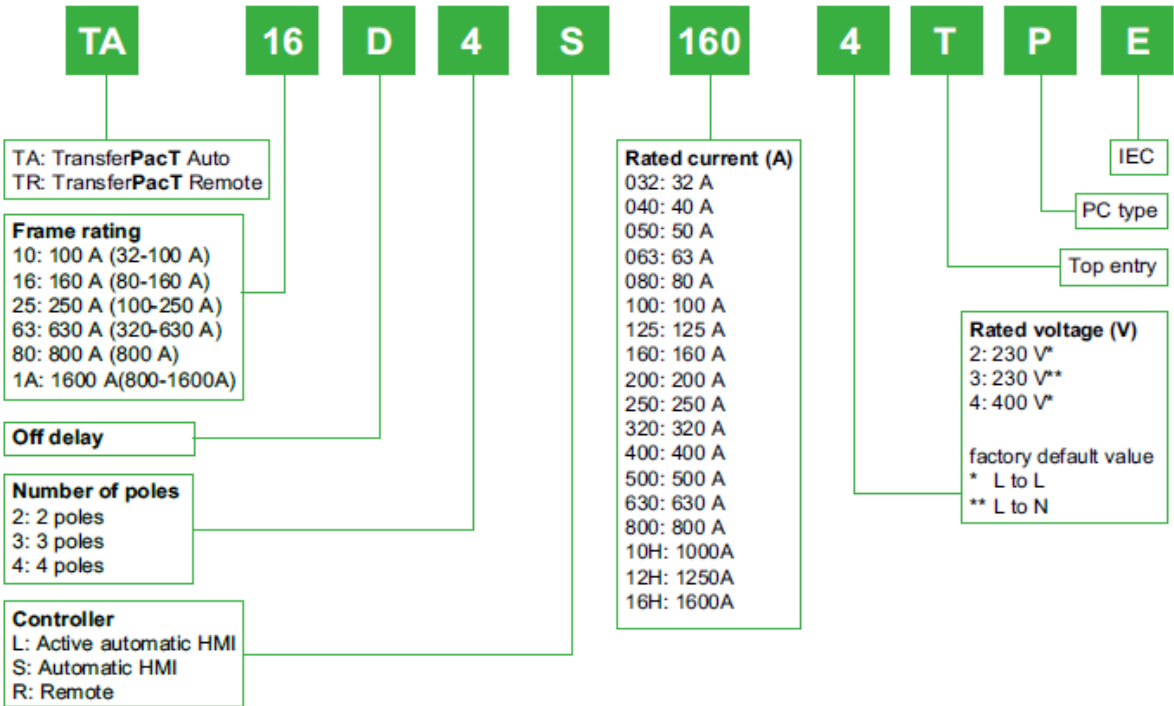 TA 16 D 4 S 160 4 T P E
TA: TransferPacT Auto
TR: TransferPacT Remote
Frame rating
10: 100 A (32-100 A)
16: 160 A (80-160 A)
25: 250 A (100-250 A)
63: 630 A (320-630 A)
80: 800 A (800 A)
1A: 1600 A(800-1600A)
Off delay
Number of poles
2: 2 poles
3: 3 poles
4: 4 poles
Controller
L: Active automatic HMI
S: Automatic HMI
R: Remote
Rated current (A)
032: 32 A
040: 40 A
050: 50 A
063: 63 A
080: 80 A
100: 100 A
125: 125 A
160: 160 A
200: 200 A
250: 250 A
320: 320 A
400: 400 A
500: 500 A
630: 630 A
800: 800 A
10H: 1000A
12H: 1250A
16H: 1600A
IEC
PC type
Top entry
Rated voltage (V)
2: 230 V*
3: 230 V**
4: 400 V*
factory default value
* L to L
** L to N